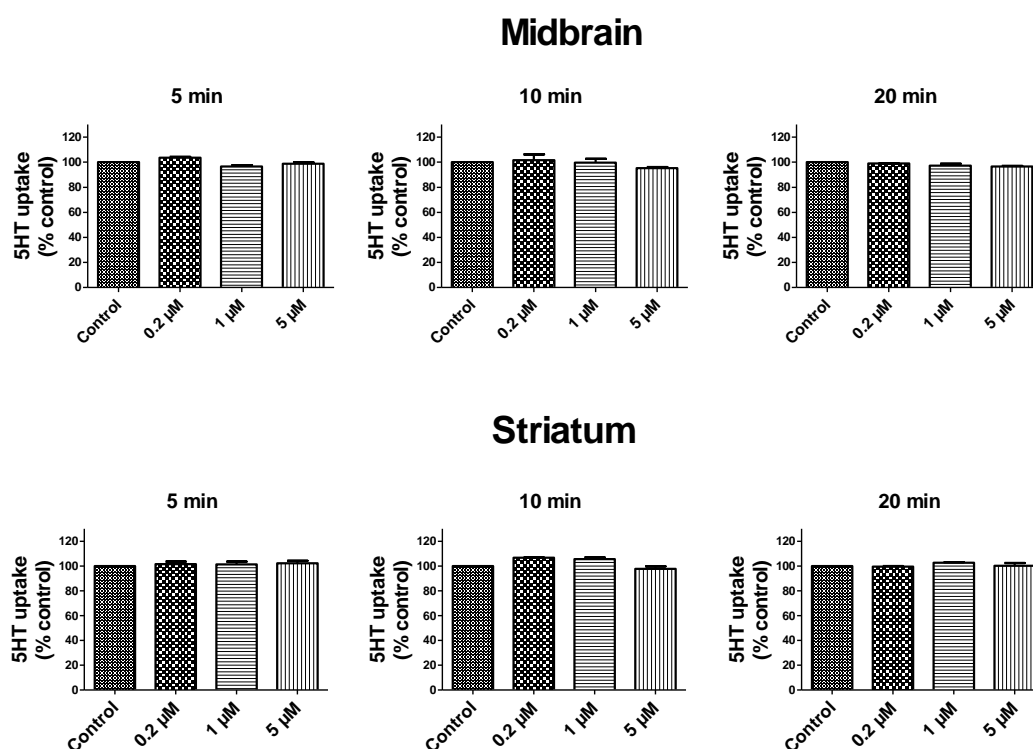 Midbrain
5 min
5HT uptake
(% control)
120
100
80
60
40
20
0
Control
0.2 µM
1 µM
5 µM
10 min
5HT uptake
(% control)
120
100
80
60
40
20
0
Control
0.2 µM
1 µM
5 µM
20 min
5HT uptake
(% control)
120
100
80
60
40
20
0
Control
0.2 µM
1 µM
5 µM
Striatum
5 min
5HT uptake
(% control)
120
100
80
60
40
20
0
Control
0.2 µM
1 µM
5 µM
10 min
5HT uptake
(% control)
120
100
80
60
40
20
0
Control
0.2 µM
1 µM
5 µM
20 min
5HT uptake
(% control)
120
100
80
60
40
20
0
Control
0.2 µM
1 µM
5 µM